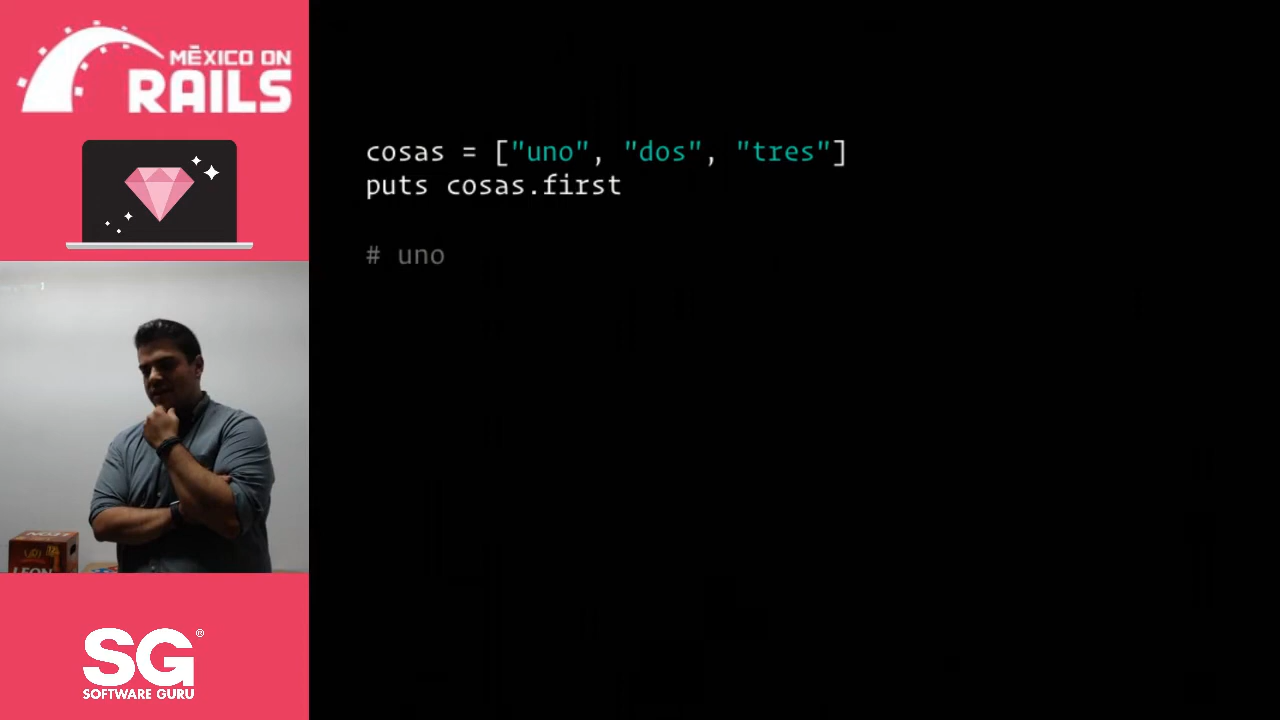 MÉXICO ON
RAILS
cosas = ["uno", "dos", "tres"]
puts cosas.first
# uno
LEON
SG®
SOFTWARE GURU